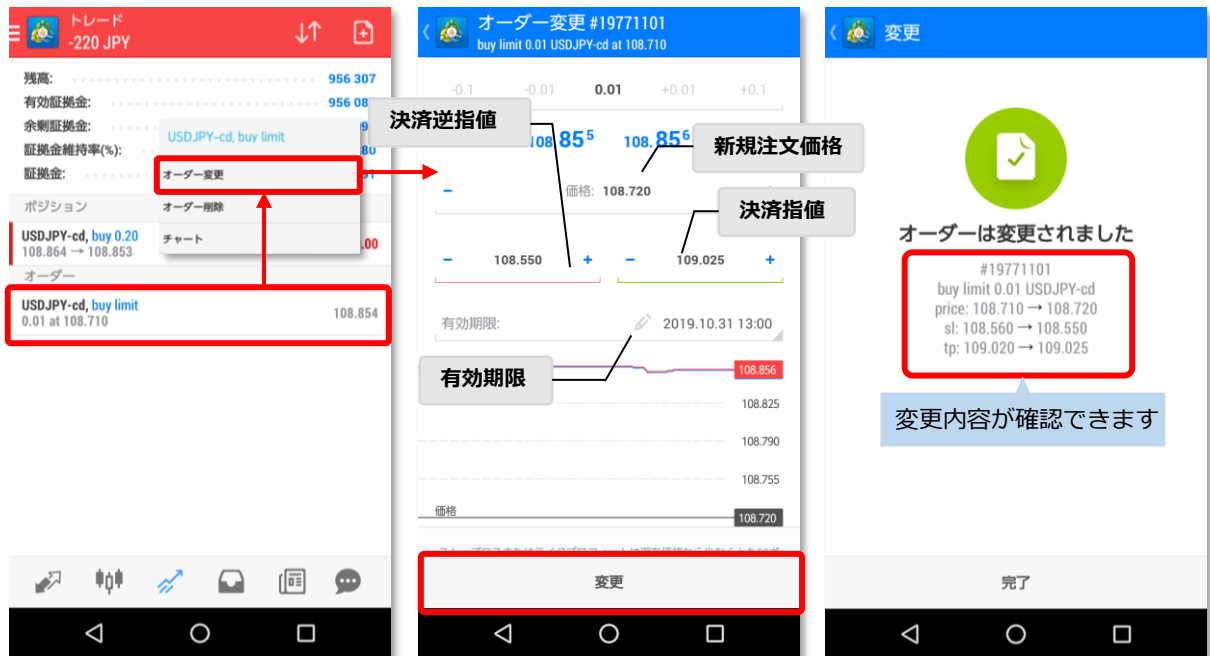 トレード
-220 JPY
残高: 956 307
有効証拠金: 956 08
余剰証拠金:
証拠金維持率(%): 80
証拠金:
USDJPY-cd, buy limit
オーダー変更
オーダー削除
チャート
ポジション
USDJPY-cd, buy 0.20
108.864 → 108.853
.00
オーダー
USDJPY-cd, buy limit
0.01 at 108.710
108.854
オーダー変更 #19771101
buy limit 0.01 USDJPY-cd at 108.710
-0.1 -0.01 0.01 +0.01 +0.1
決済逆指値
08.85⁵ 108.85⁶
新規注文価格
- 価格: 108.720
決済指値
- 108.550 + - 109.025 +
有効期限: 2019.10.31 13:00
有効期限
108.856
108.825
108.790
108.755
価格
108.720
変更
変更
オーダーは変更されました
#19771101
buy limit 0.01 USDJPY-cd
price: 108.710 → 108.720
sl: 108.560 → 108.550
tp: 109.020 → 109.025
変更内容が確認できます
完了